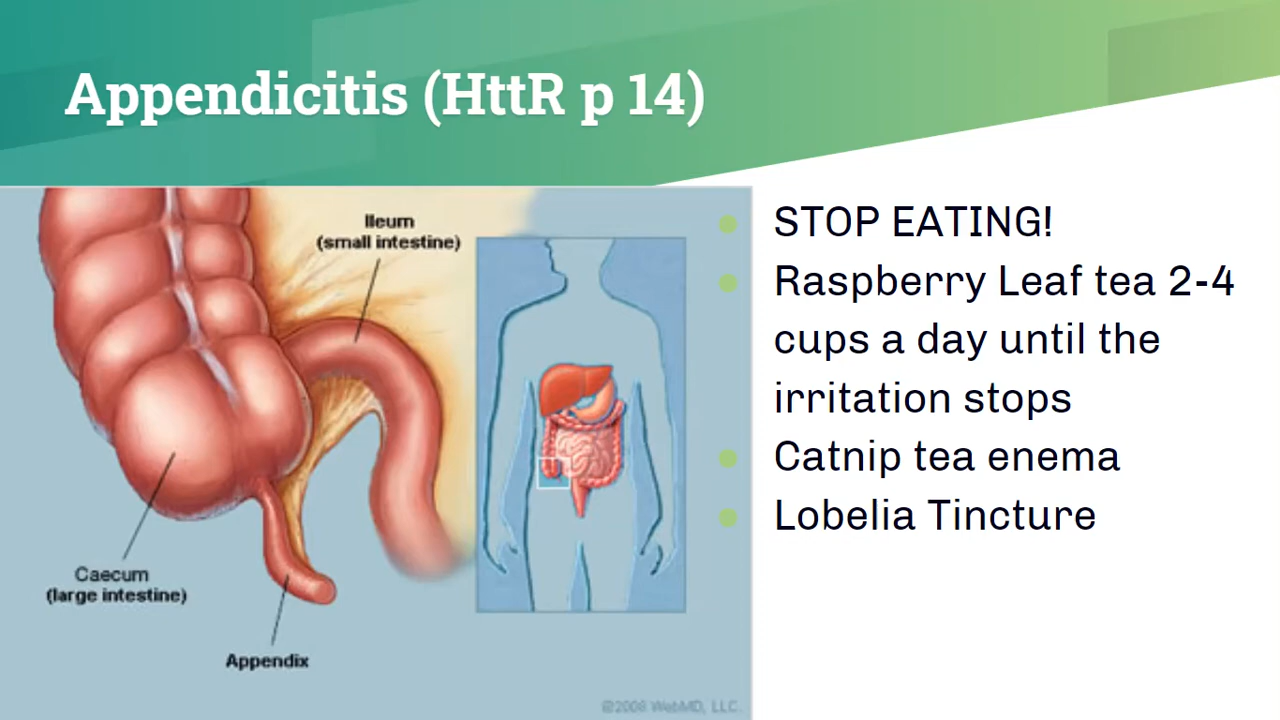 Appendicitis (HttR p 14)
Ileum
(small intestine)
Caecum
(large intestine)
Appendix
©2008 WebMD, LLC.
STOP EATING!
Raspberry Leaf tea 2-4
cups a day until the
irritation stops
Catnip tea enema
Lobelia Tincture